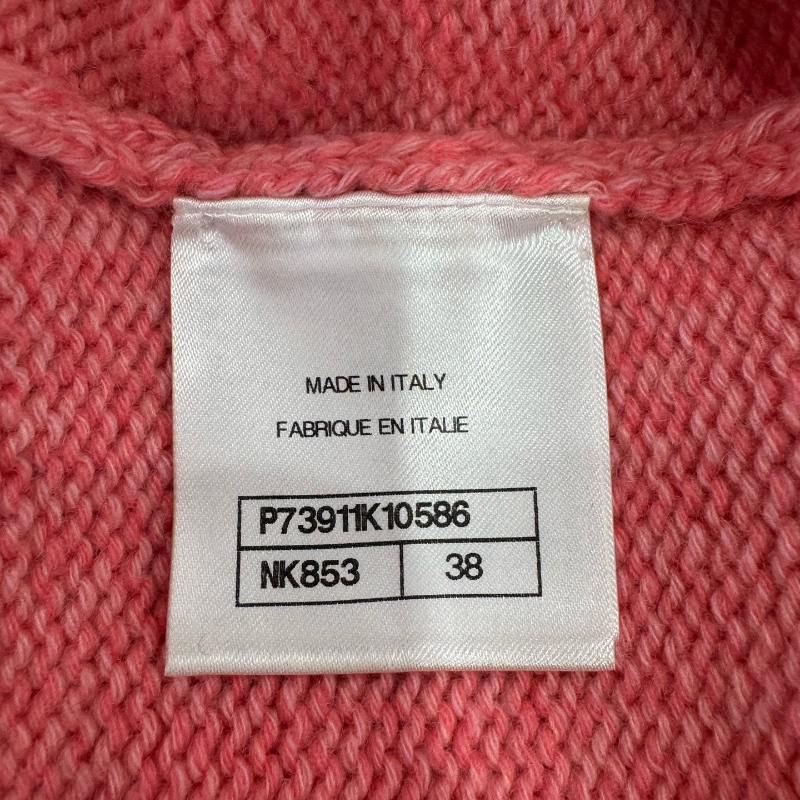 MADE IN ITALY
FABRIQUE EN ITALIE
P73911K10586
NK853 38